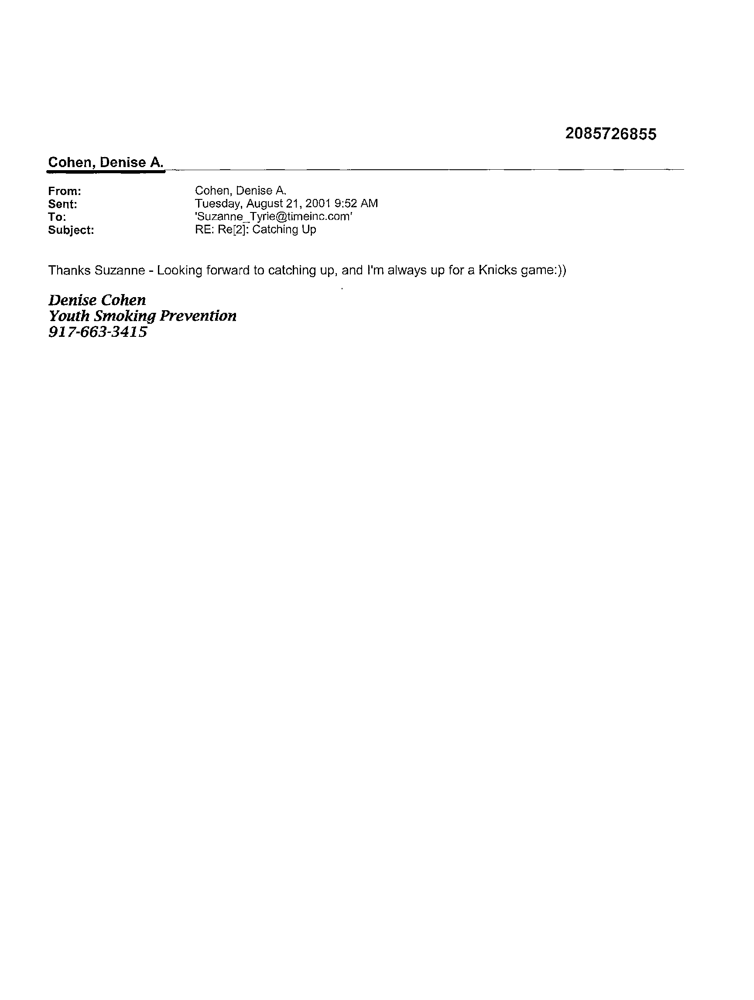 2085726855
Cohen, Denise A.
From: Cohen, Denise A.
Sent: Tuesday, August 21, 2001 9:52 AM
To: 'Suzanne_Tyrie@timeinc.com'
Subject: RE: Re[2]: Catching Up
Thanks Suzanne - Looking forward to catching up, and I'm always up for a Knicks game:))
Denise Cohen
Youth Smoking Prevention
917-663-3415